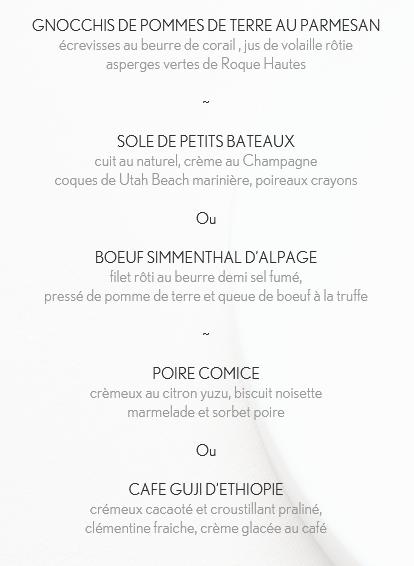 GNOCCHIS DE POMMES DE TERRE AU PARMESAN
écrevisses au beurre de corail , jus de volaille rôtie
asperges vertes de Roque Hautes
~
SOLE DE PETITS BATEAUX
cuit au naturel, crème au Champagne
coques de Utah Beach marinière, poireaux crayons
Ou
BOEUF SIMMENTHAL D'ALPAGE
filet rôti au beurre demi sel fumé,
pressé de pomme de terre et queue de boeuf à la truffe
~
POIRE COMICE
crèmeux au citron yuzu, biscuit noisette
marmelade et sorbet poire
Ou
CAFE GUJI D'ETHIOPIE
crémeux cacaoté et croustillant praliné,
clémentine fraîche, crème glacée au café